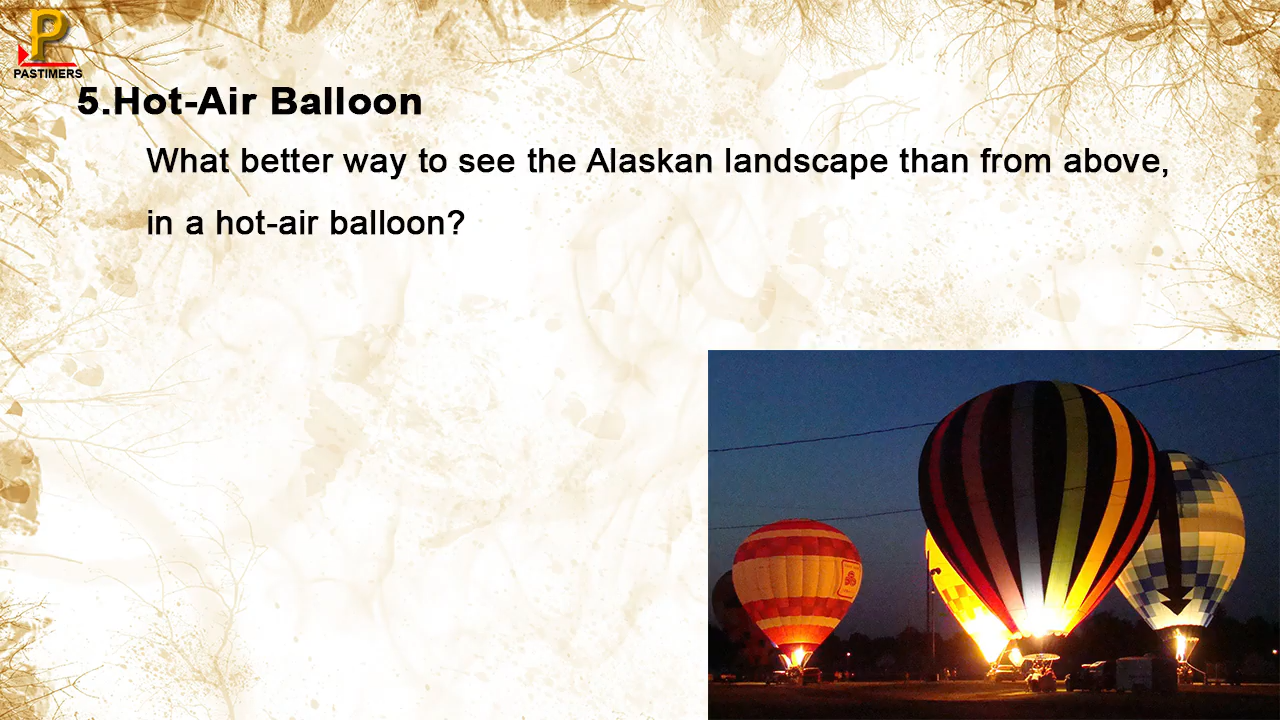 P
PASTIMERS
5.Hot-Air Balloon
What better way to see the Alaskan landscape than from above,
in a hot-air balloon?